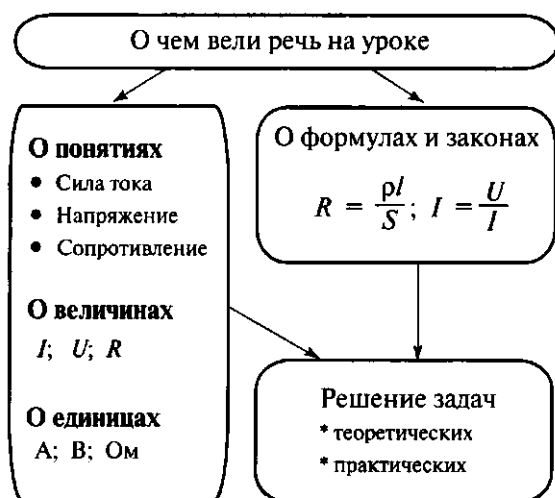 О чем вели речь на уроке
О понятиях
• Сила тока
• Напряжение
• Сопротивление
О величинах
I; U; R
О единицах
А; В; Ом
О формулах и законах
R = ρl/S; I = U/I
Решение задач
* теоретических
* практических